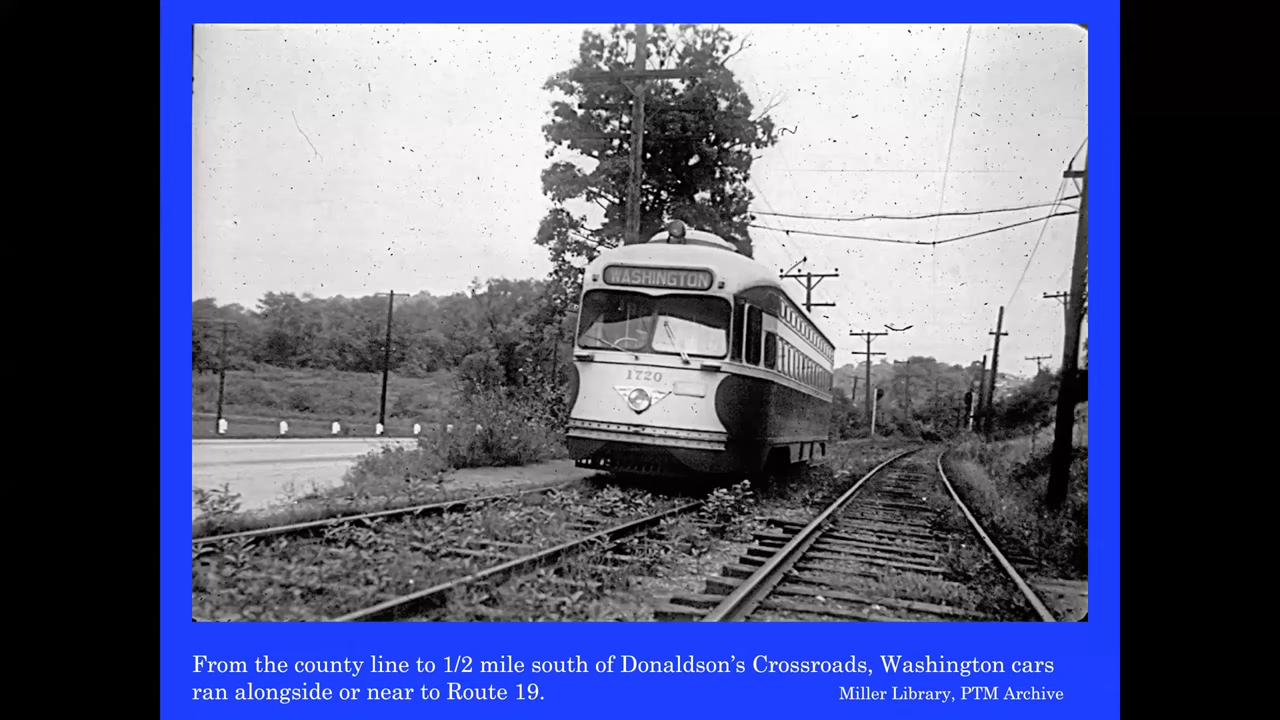 WASHINGTON
1720
From the county line to 1/2 mile south of Donaldson's Crossroads, Washington cars
ran alongside or near to Route 19.
Miller Library, PTM Archive